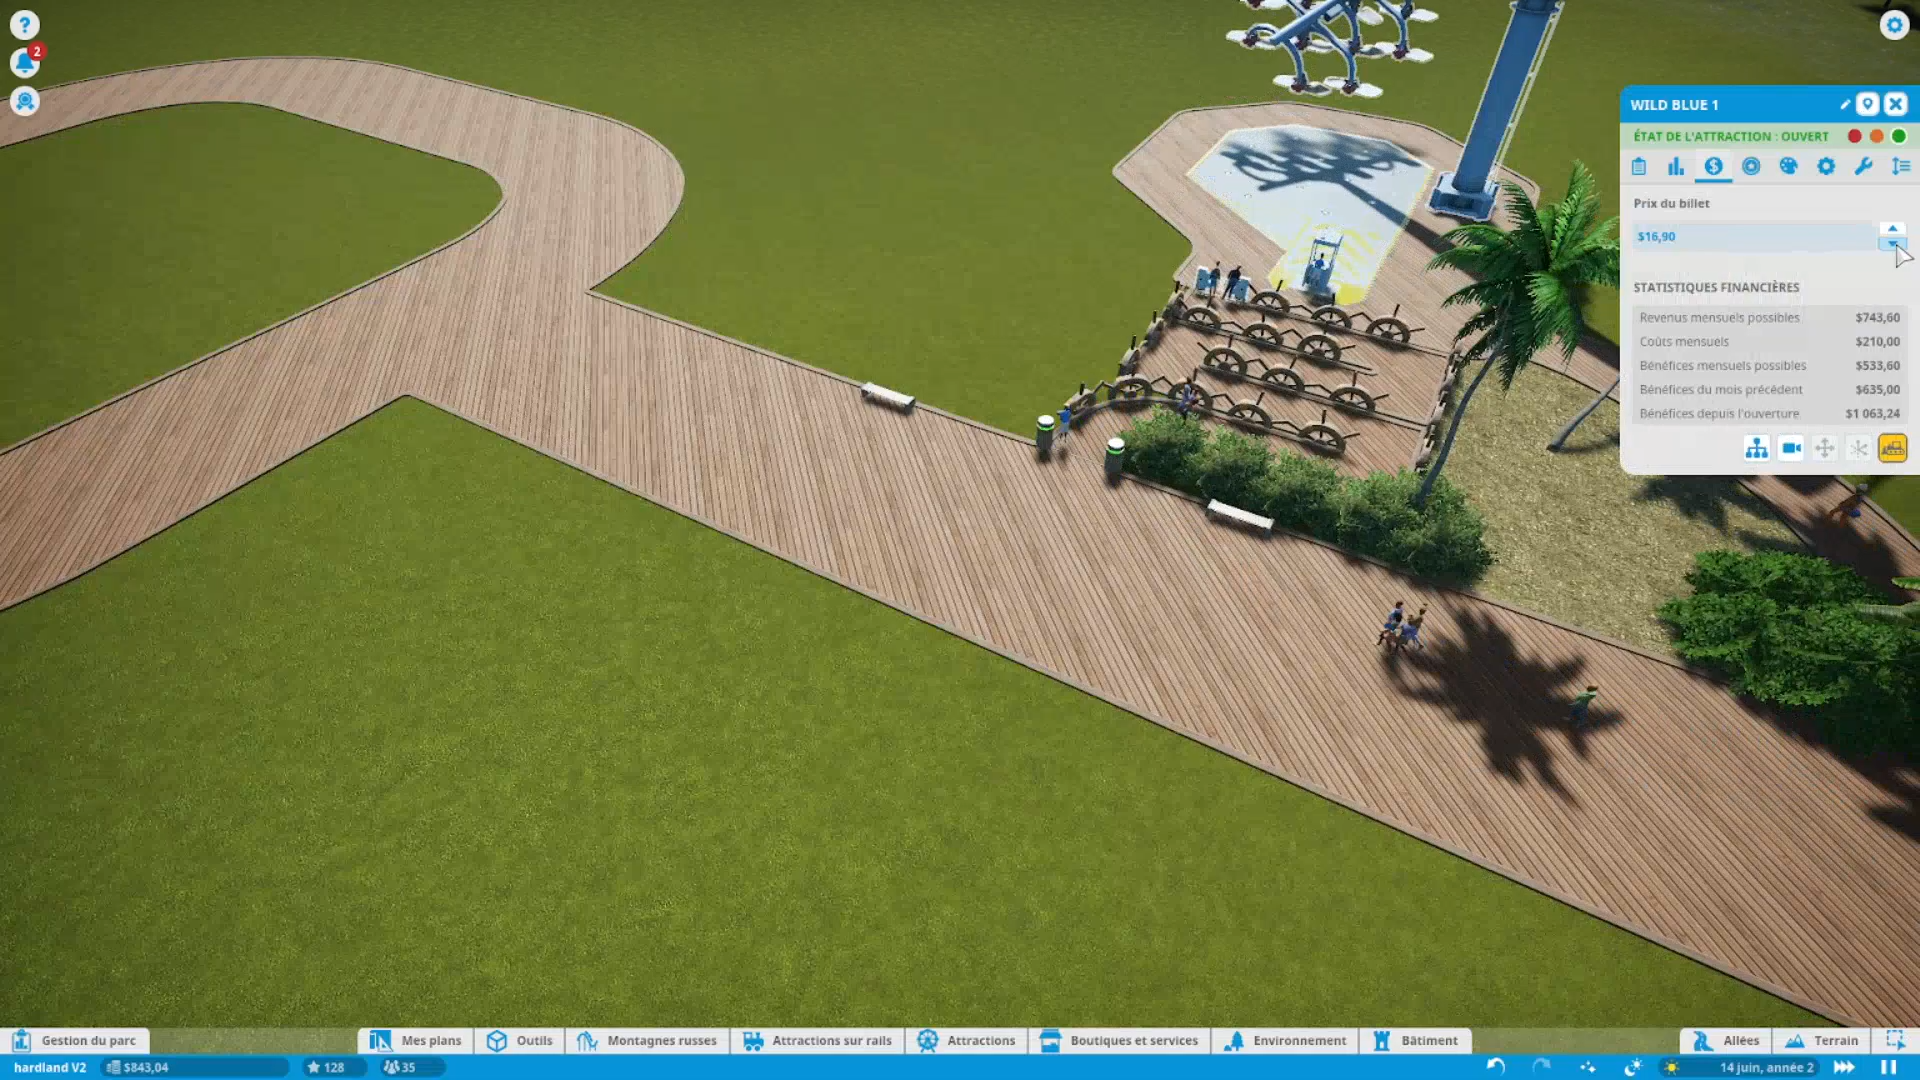 ?
2
WILD BLUE 1
ÉTAT DE L'ATTRACTION : OUVERT
Prix du billet
$16,90
STATISTIQUES FINANCIÈRES
Revenus mensuels possibles $743,60
Coûts mensuels $210,00
Bénéfices mensuels possibles $533,60
Bénéfices du mois précédent $635,00
Bénéfices depuis l'ouverture $1 063,24
Gestion du parc Mes plans Outils Montagnes russes Attractions sur rails Attractions Boutiques et services Environnement Bâtiment Allées Terrain
hardland V2 $843,04 128 35 14 juin, année 2